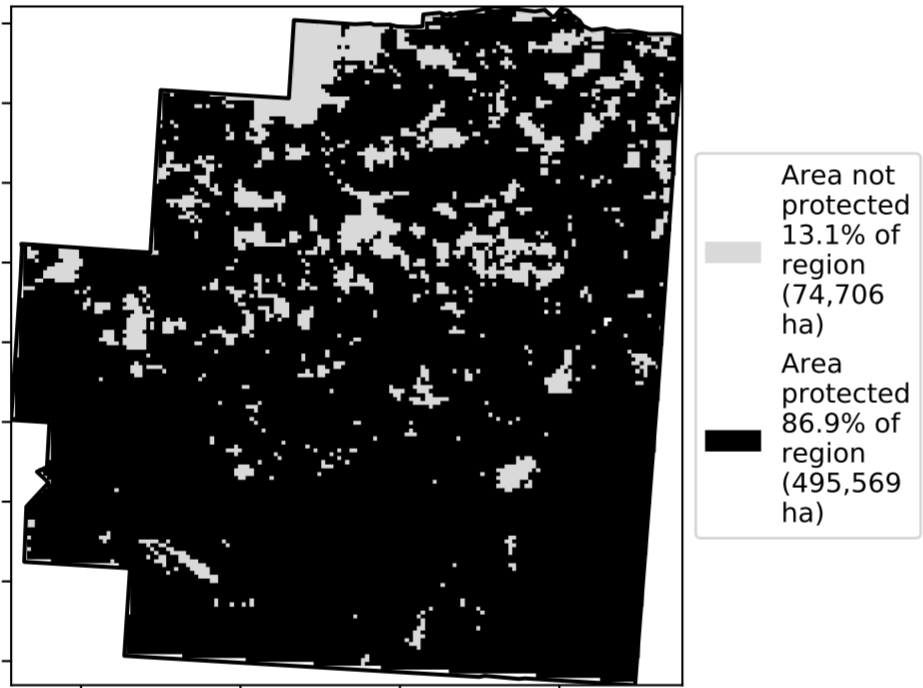 Area not
protected
13.1% of
region
(74,706
ha)
Area
protected
86.9% of
region
(495,569
ha)